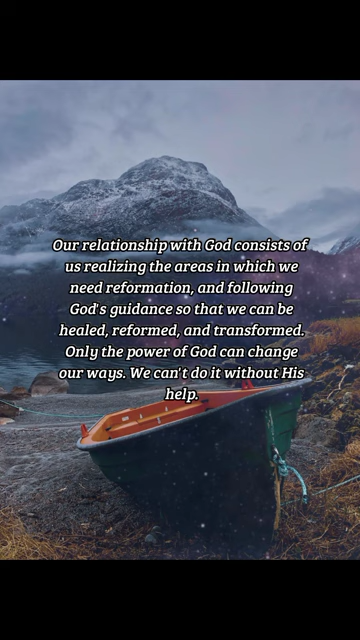 Our relationship with God consists of
us realizing the areas in which we
need reformation, and following
God's guidance so that we can be
healed, reformed, and transformed.
Only the power of God can change
our ways. We can't do it without His
help.